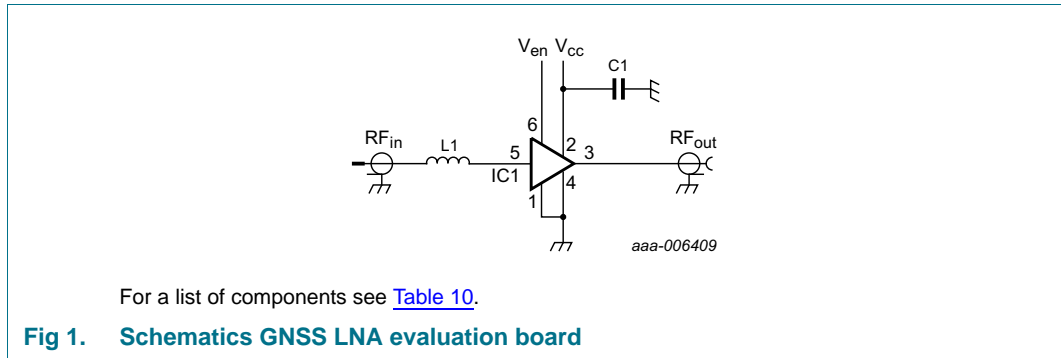 Ven Vcc
C1
6
RFin L1 5 2 3 RFout
IC1
1 4
aaa-006409
For a list of components see Table 10.
Fig 1. Schematics GNSS LNA evaluation board